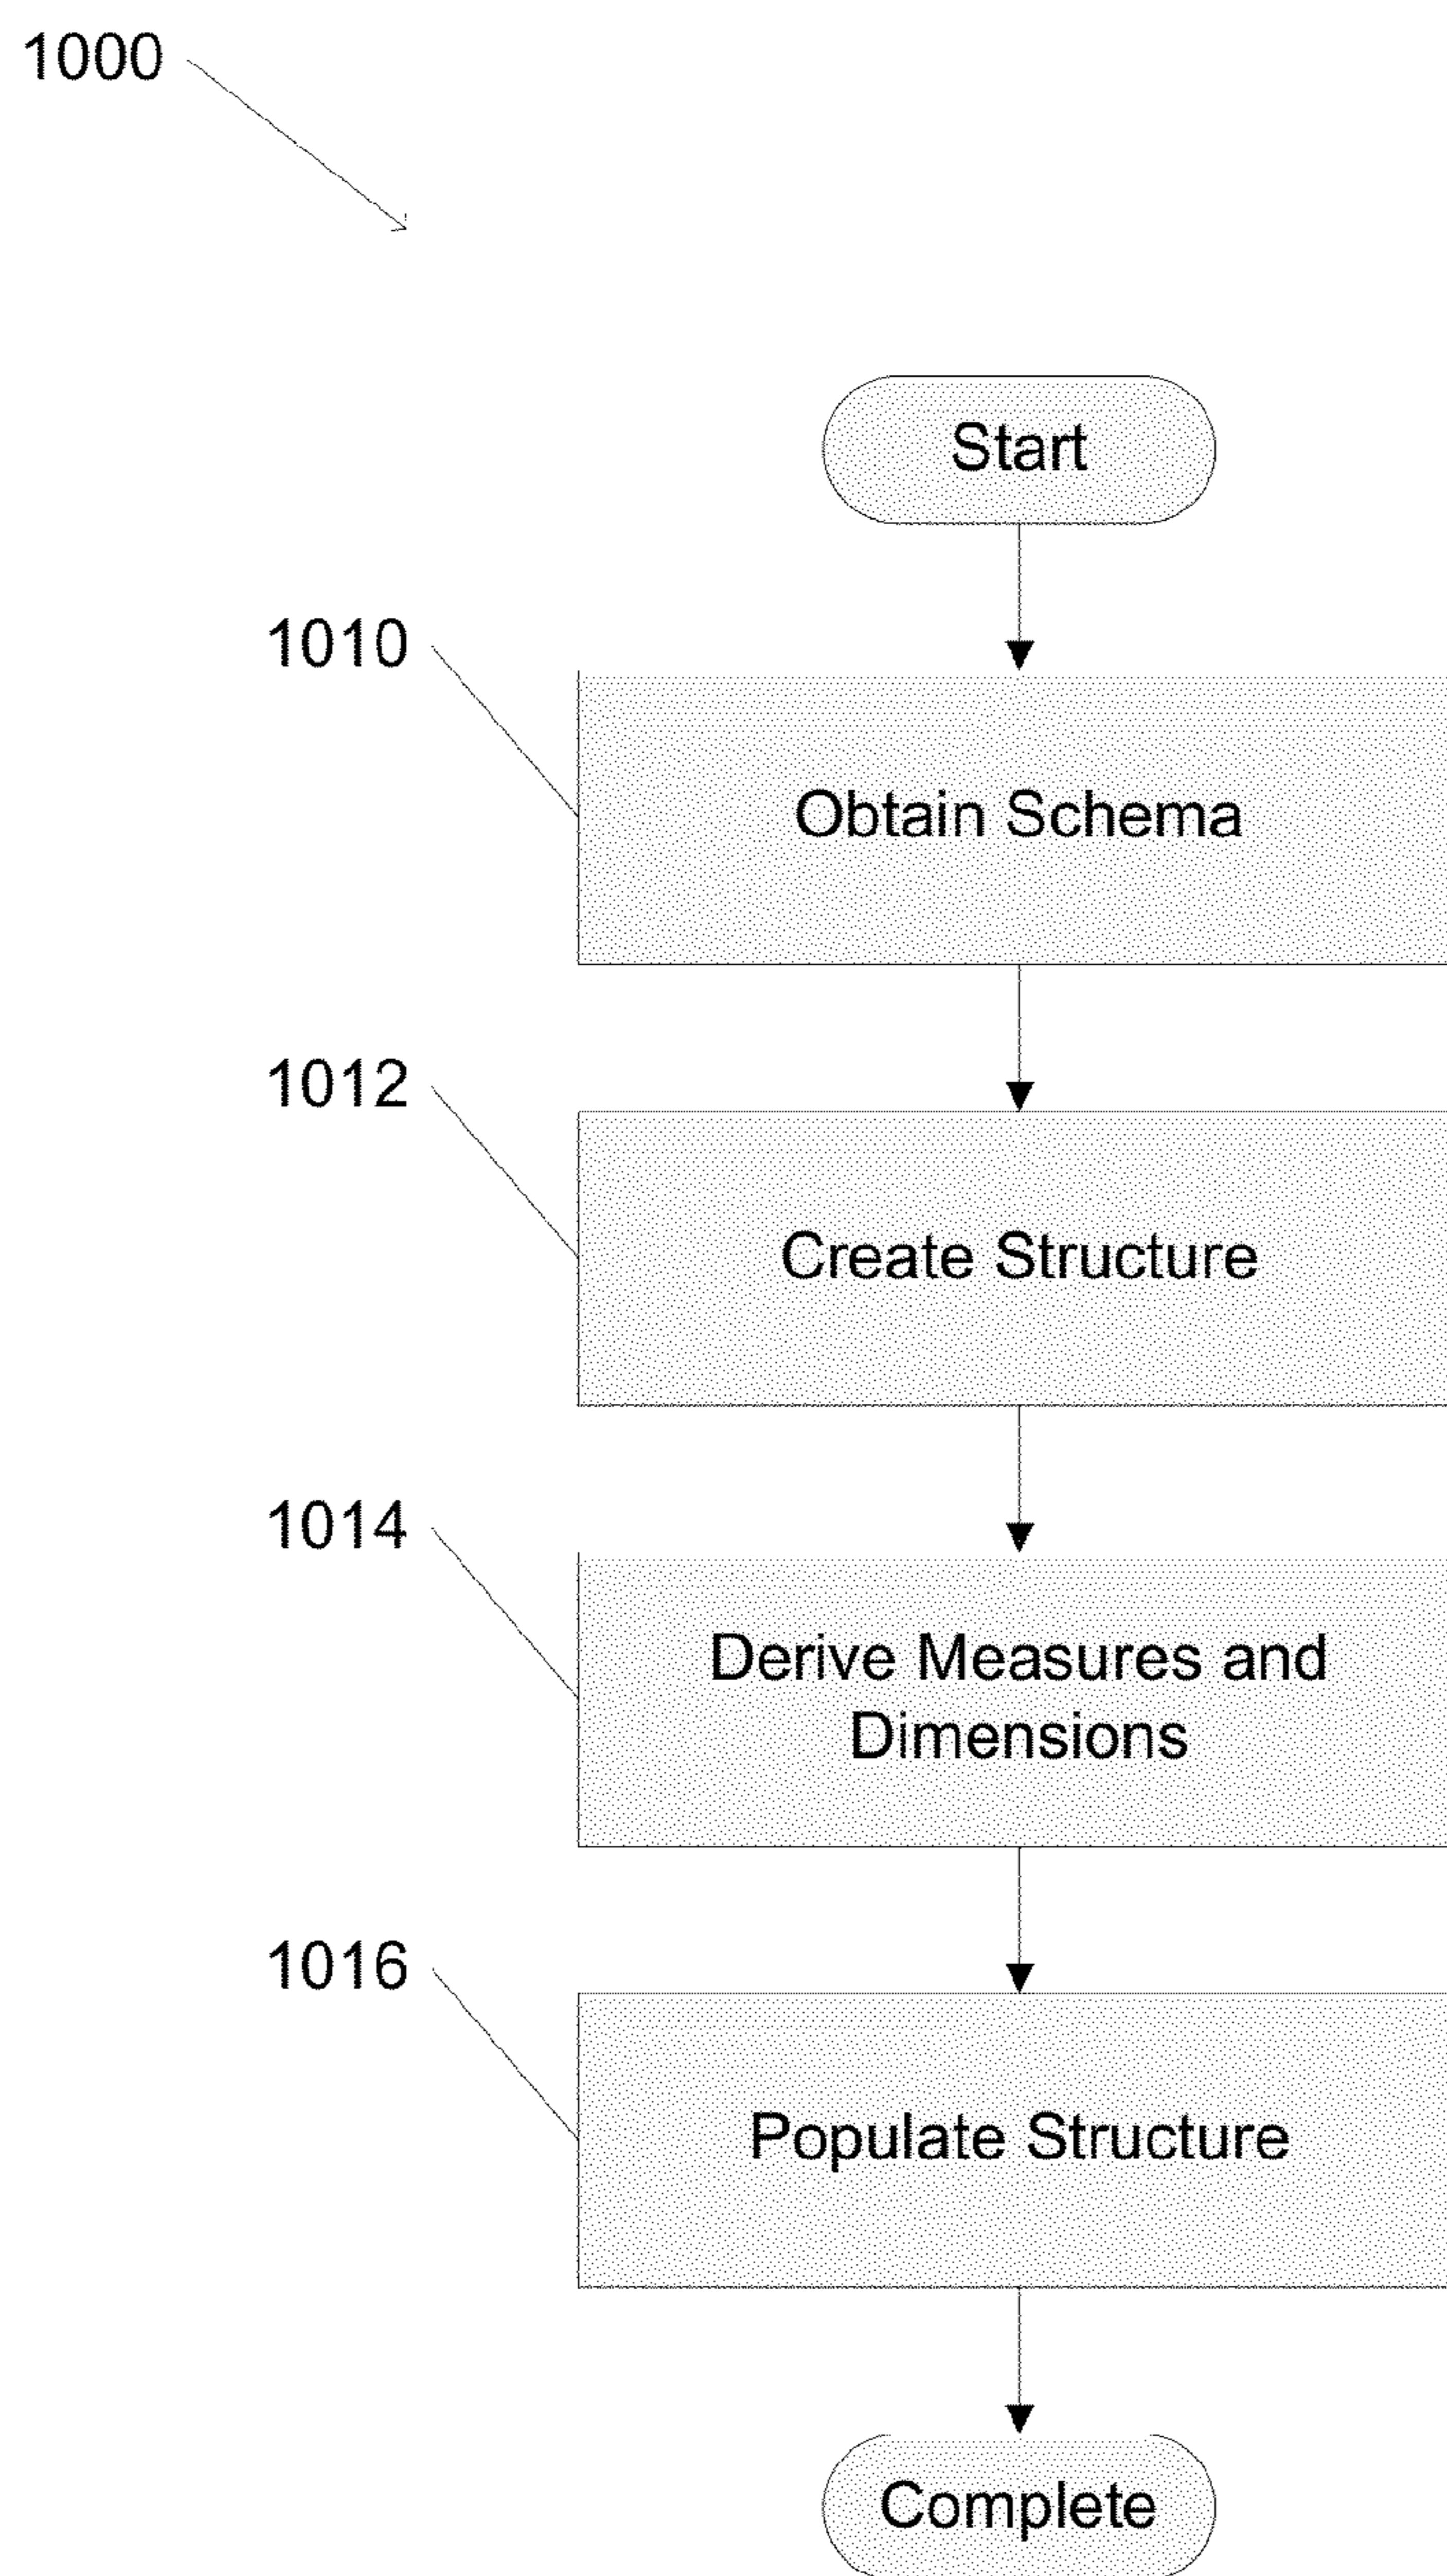 1000
Start
1010
Obtain Schema
1012
Create Structure
1014
Derive Measures and
Dimensions
1016
Populate Structure
Complete